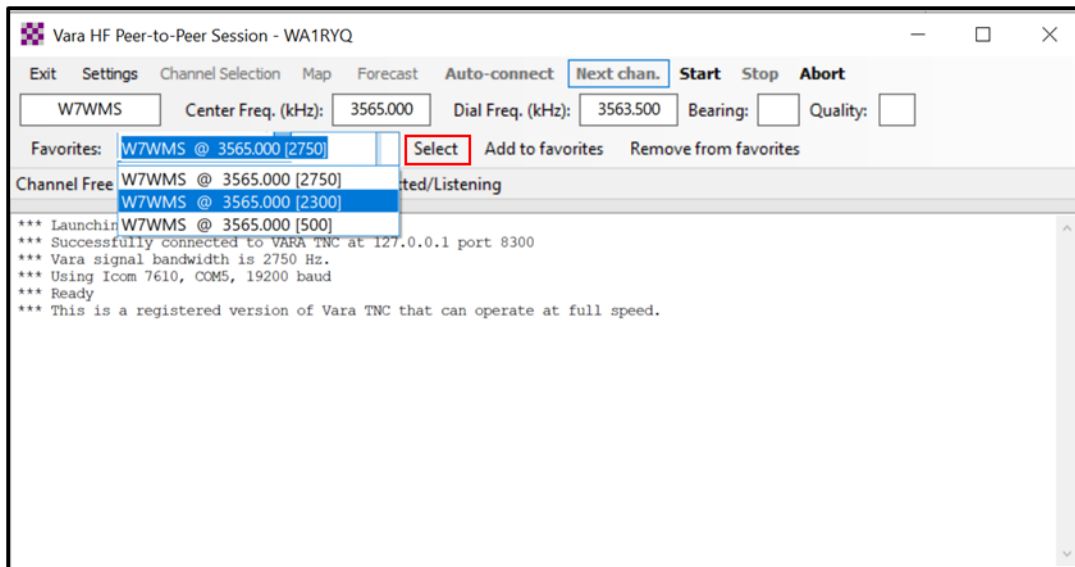 Vara HF Peer-to-Peer Session - WA1RYQ
Exit Settings Channel Selection Map Forecast Auto-connect Next chan. Start Stop Abort
W7WMS Center Freq. (kHz): 3565.000 Dial Freq. (kHz): 3563.500 Bearing: Quality:
Favorites: W7WMS @ 3565.000 [2750] Select Add to favorites Remove from favorites
W7WMS @ 3565.000 [2750]
Channel Free /Listening
W7WMS @ 3565.000 [2300]
W7WMS @ 3565.000 [500]
***
*** Successfully connected to VARA TNC at 127.0.0.1 port 8300
*** Vara signal bandwidth is 2750 Hz.
*** Using Icom 7610, COM5, 19200 baud
*** Ready
*** This is a registered version of Vara TNC that can operate at full speed.